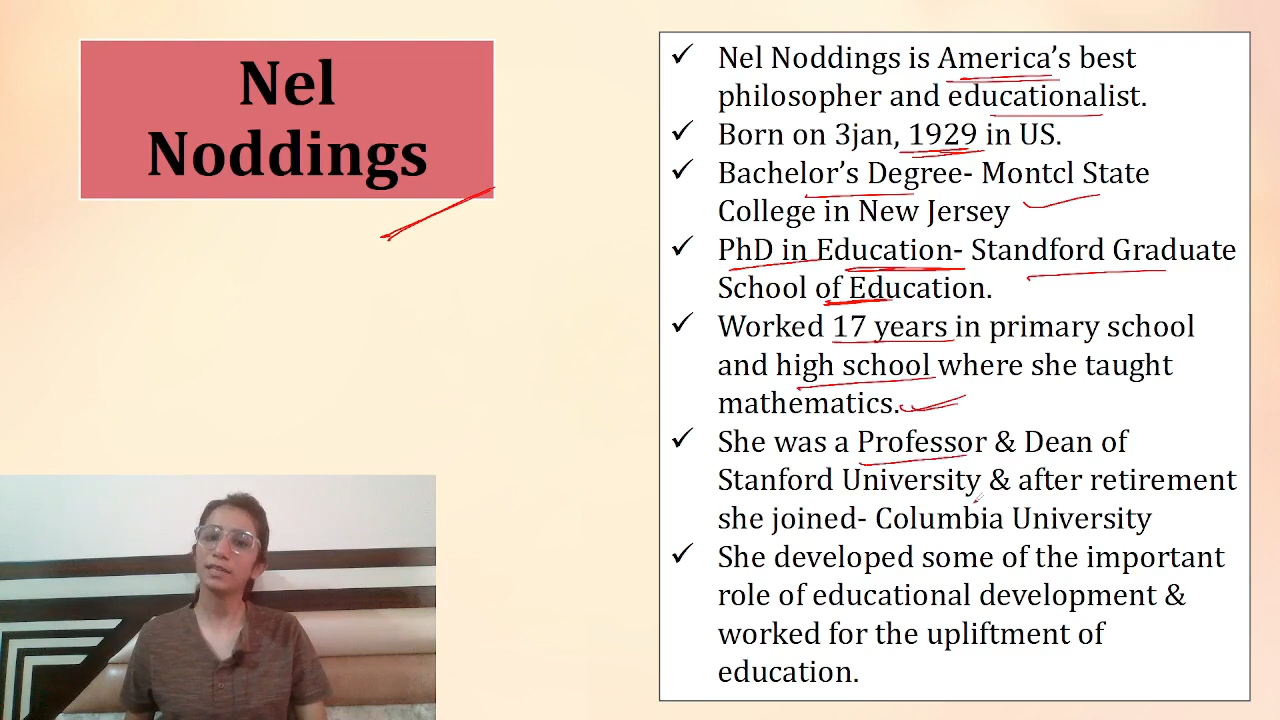 Nel
Noddings
✓ Nel Noddings is America's best
philosopher and educationalist.
✓ Born on 3jan, 1929 in US.
✓ Bachelor's Degree- Montcl State
College in New Jersey
✓ PhD in Education- Standford Graduate
School of Education.
✓ Worked 17 years in primary school
and high school where she taught
mathematics.
✓ She was a Professor & Dean of
Stanford University & after retirement
she joined- Columbia University
✓ She developed some of the important
role of educational development &
worked for the upliftment of
education.